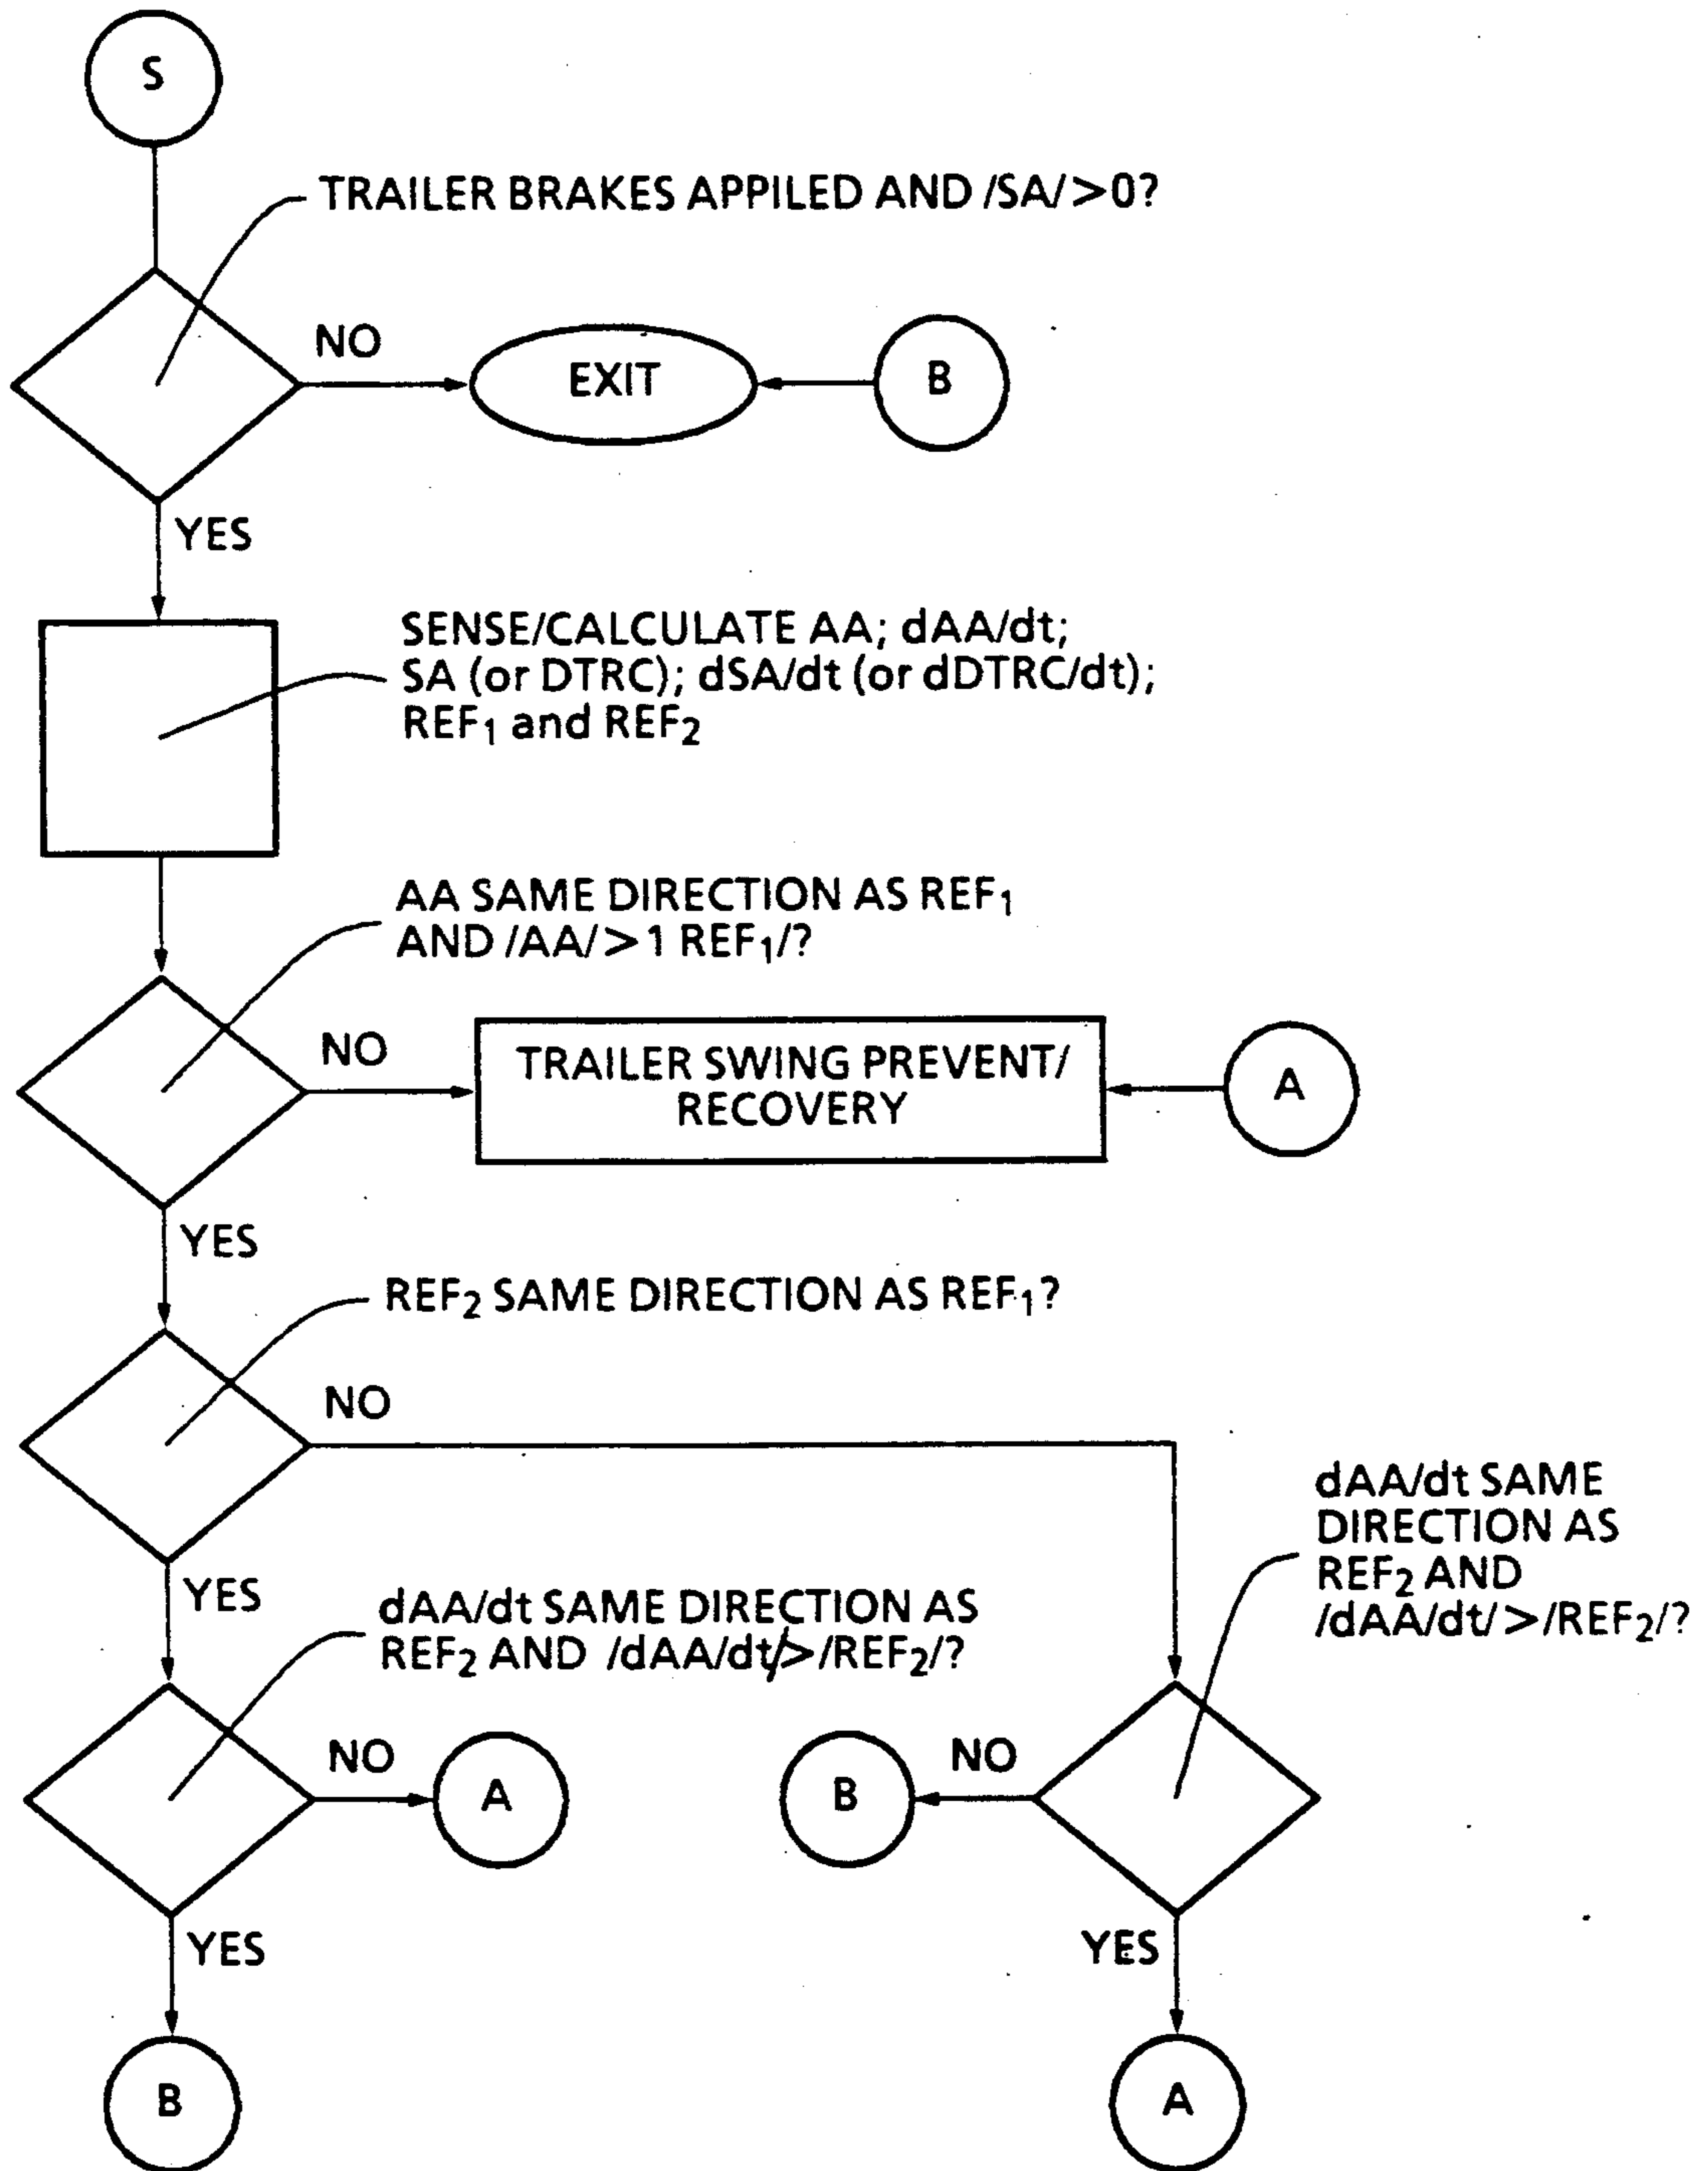 S
TRAILER BRAKES APPILED AND /SA/>0?
NO
EXIT
B
YES
SENSE/CALCULATE AA; dAA/dt;
SA (or DTRC); dSA/dt (or dDTRC/dt);
REF₁ and REF₂
AA SAME DIRECTION AS REF₁
AND /AA/>1 REF₁/?
NO
TRAILER SWING PREVENT/
RECOVERY
A
YES
REF₂ SAME DIRECTION AS REF₁?
NO
dAA/dt SAME
DIRECTION AS
REF₂ AND
/dAA/dt/>/REF₂/?
YES
dAA/dt SAME DIRECTION AS
REF₂ AND /dAA/dt/>/REF₂/?
NO
A
B
NO
YES
YES
B
A